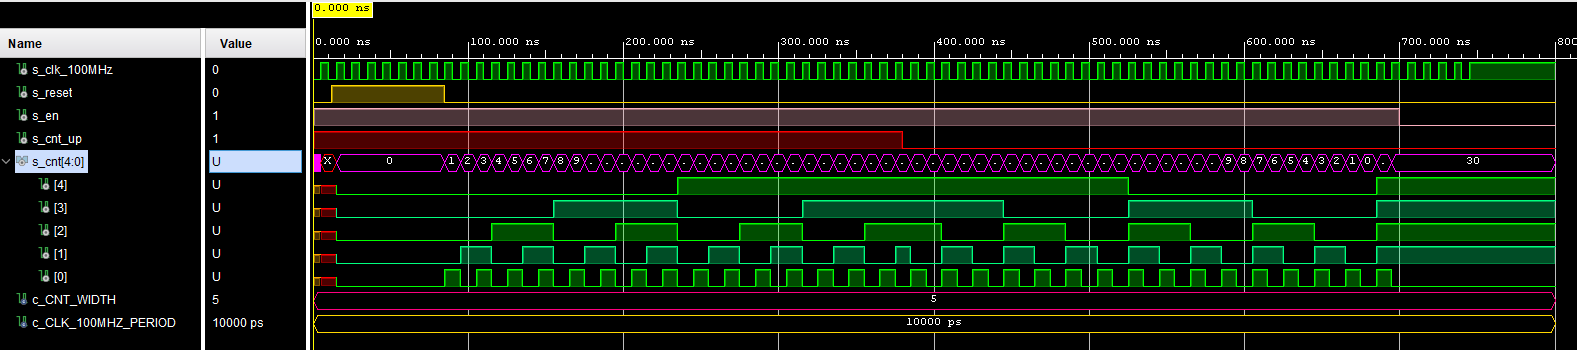 0.000 ns
Name Value 0.000 ns 100.000 ns 200.000 ns 300.000 ns 400.000 ns 500.000 ns 600.000 ns 700.000 ns 800
s_clk_100MHz 0
s_reset 0
s_en 1
s_cnt_up 1
s_cnt[4:0] U X 0 1 2 3 4 5 6 7 8 9 . . . . . . . . . . . . . . . . . . . . . . . . . . . . . . . . . . . . . . . . . 9 8 7 6 5 4 3 2 1 0 . 30
[4] U
[3] U
[2] U
[1] U
[0] U
c_CNT_WIDTH 5 5
c_CLK_100MHZ_PERIOD 10000 ps 10000 ps